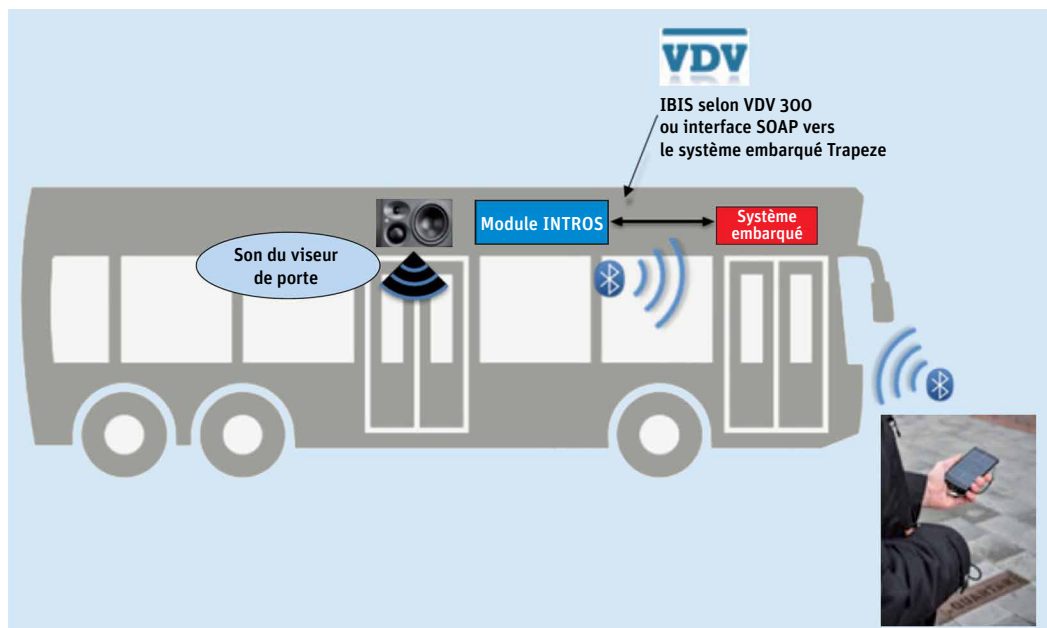 VDV
IBIS selon VDV 300
ou interface SOAP vers
le système embarqué Trapeze
Module INTROS
Système
embarqué
Son du viseur
de porte